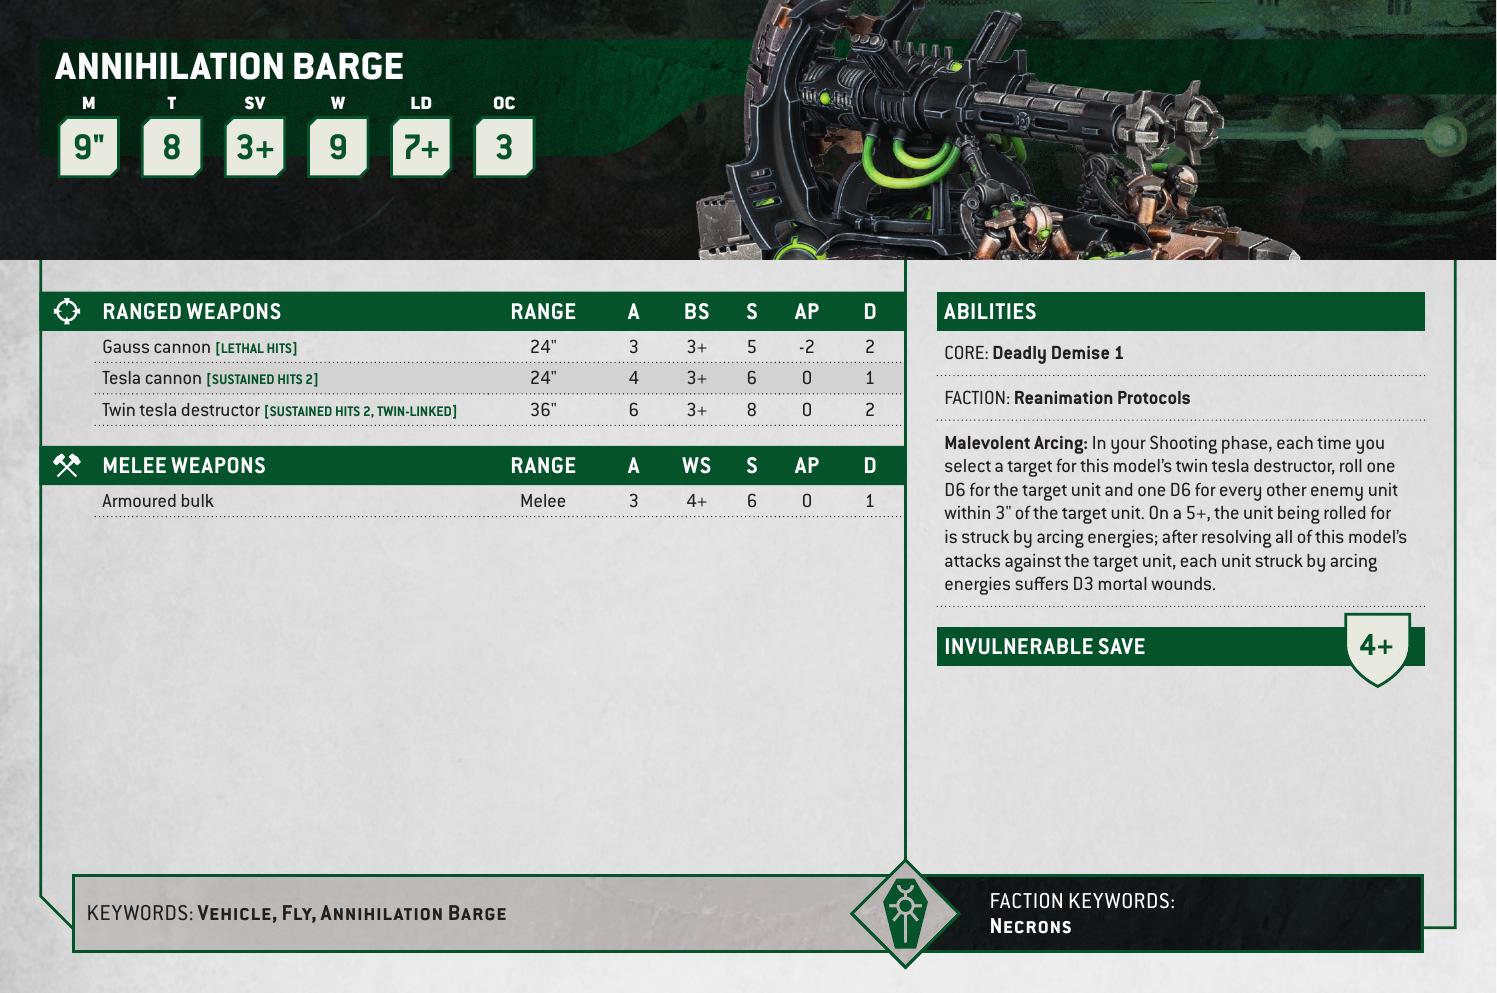 ANNIHILATION BARGE
M T SV W LD OC
9" 8 3+ 9 7+ 3
RANGED WEAPONS RANGE A BS S AP D
Gauss cannon [LETHAL HITS] 24" 3 3+ 5 -2 2
Tesla cannon [SUSTAINED HITS 2] 24" 4 3+ 6 0 1
Twin tesla destructor [SUSTAINED HITS 2, TWIN-LINKED] 36" 6 3+ 8 0 2
MELEE WEAPONS RANGE A WS S AP D
Armoured bulk Melee 3 4+ 6 0 1
ABILITIES
CORE: Deadly Demise 1
FACTION: Reanimation Protocols
Malevolent Arcing: In your Shooting phase, each time you
select a target for this model’s twin tesla destructor, roll one
D6 for the target unit and one D6 for every other enemy unit
within 3" of the target unit. On a 5+, the unit being rolled for
is struck by arcing energies; after resolving all of this model’s
attacks against the target unit, each unit struck by arcing
energies suffers D3 mortal wounds.
INVULNERABLE SAVE 4+
KEYWORDS: Vehicle, Fly, Annihilation Barge
FACTION KEYWORDS:
Necrons